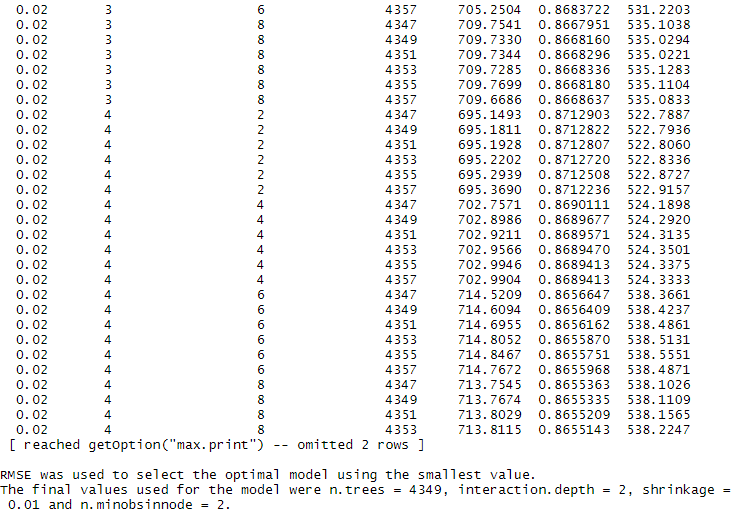 0.02 3 6 4357 705.2504 0.8683722 531.2203
0.02 3 8 4347 709.7541 0.8667951 535.1038
0.02 3 8 4349 709.7330 0.8668160 535.0294
0.02 3 8 4351 709.7344 0.8668296 535.0221
0.02 3 8 4353 709.7285 0.8668336 535.1283
0.02 3 8 4355 709.7699 0.8668180 535.1104
0.02 3 8 4357 709.6686 0.8668637 535.0833
0.02 4 2 4347 695.1493 0.8712903 522.7887
0.02 4 2 4349 695.1811 0.8712822 522.7936
0.02 4 2 4351 695.1928 0.8712807 522.8060
0.02 4 2 4353 695.2202 0.8712720 522.8336
0.02 4 2 4355 695.2939 0.8712508 522.8727
0.02 4 2 4357 695.3690 0.8712236 522.9157
0.02 4 4 4347 702.7571 0.8690111 524.1898
0.02 4 4 4349 702.8986 0.8689677 524.2920
0.02 4 4 4351 702.9211 0.8689571 524.3135
0.02 4 4 4353 702.9566 0.8689470 524.3501
0.02 4 4 4355 702.9946 0.8689413 524.3375
0.02 4 4 4357 702.9904 0.8689413 524.3333
0.02 4 6 4347 714.5209 0.8656647 538.3661
0.02 4 6 4349 714.6094 0.8656409 538.4237
0.02 4 6 4351 714.6955 0.8656162 538.4861
0.02 4 6 4353 714.8052 0.8655870 538.5131
0.02 4 6 4355 714.8467 0.8655751 538.5551
0.02 4 6 4357 714.7672 0.8655968 538.4871
0.02 4 8 4347 713.7545 0.8655363 538.1026
0.02 4 8 4349 713.7674 0.8655335 538.1109
0.02 4 8 4351 713.8029 0.8655209 538.1565
0.02 4 8 4353 713.8115 0.8655143 538.2247
[ reached getOption("max.print") -- omitted 2 rows ]
RMSE was used to select the optimal model using the smallest value.
The final values used for the model were n.trees = 4349, interaction.depth = 2, shrinkage =
0.01 and n.minobsinnode = 2.